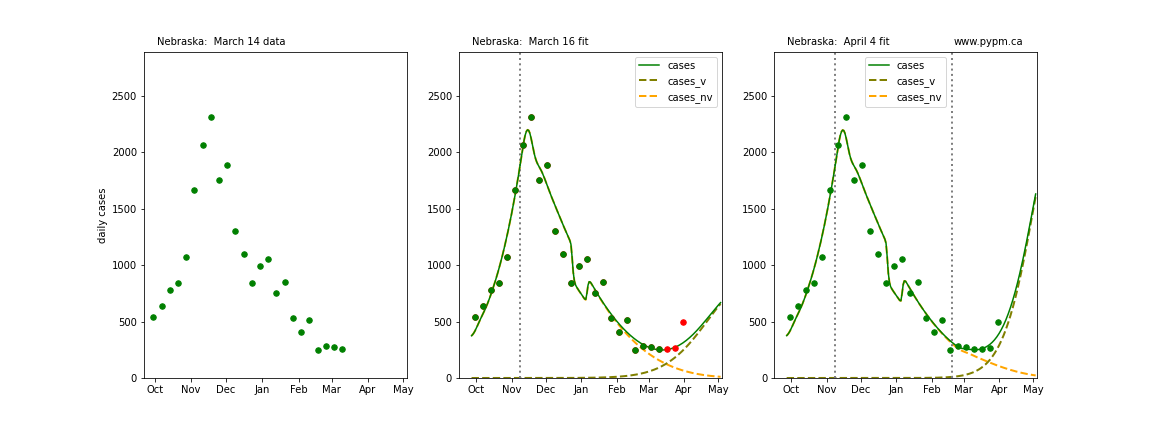 Nebraska: March 14 data
daily cases
2500
2000
1500
1000
500
0
Oct Nov Dec Jan Feb Mar Apr May
Nebraska: March 16 fit
cases
cases_v
cases_nv
2500
2000
1500
1000
500
0
Oct Nov Dec Jan Feb Mar Apr May
Nebraska: April 4 fit
www.pypm.ca
cases
cases_v
cases_nv
2500
2000
1500
1000
500
0
Oct Nov Dec Jan Feb Mar Apr May